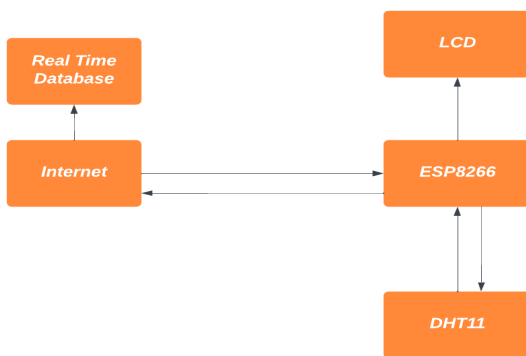 LCD
Real Time
Database
Internet
ESP8266
DHT11